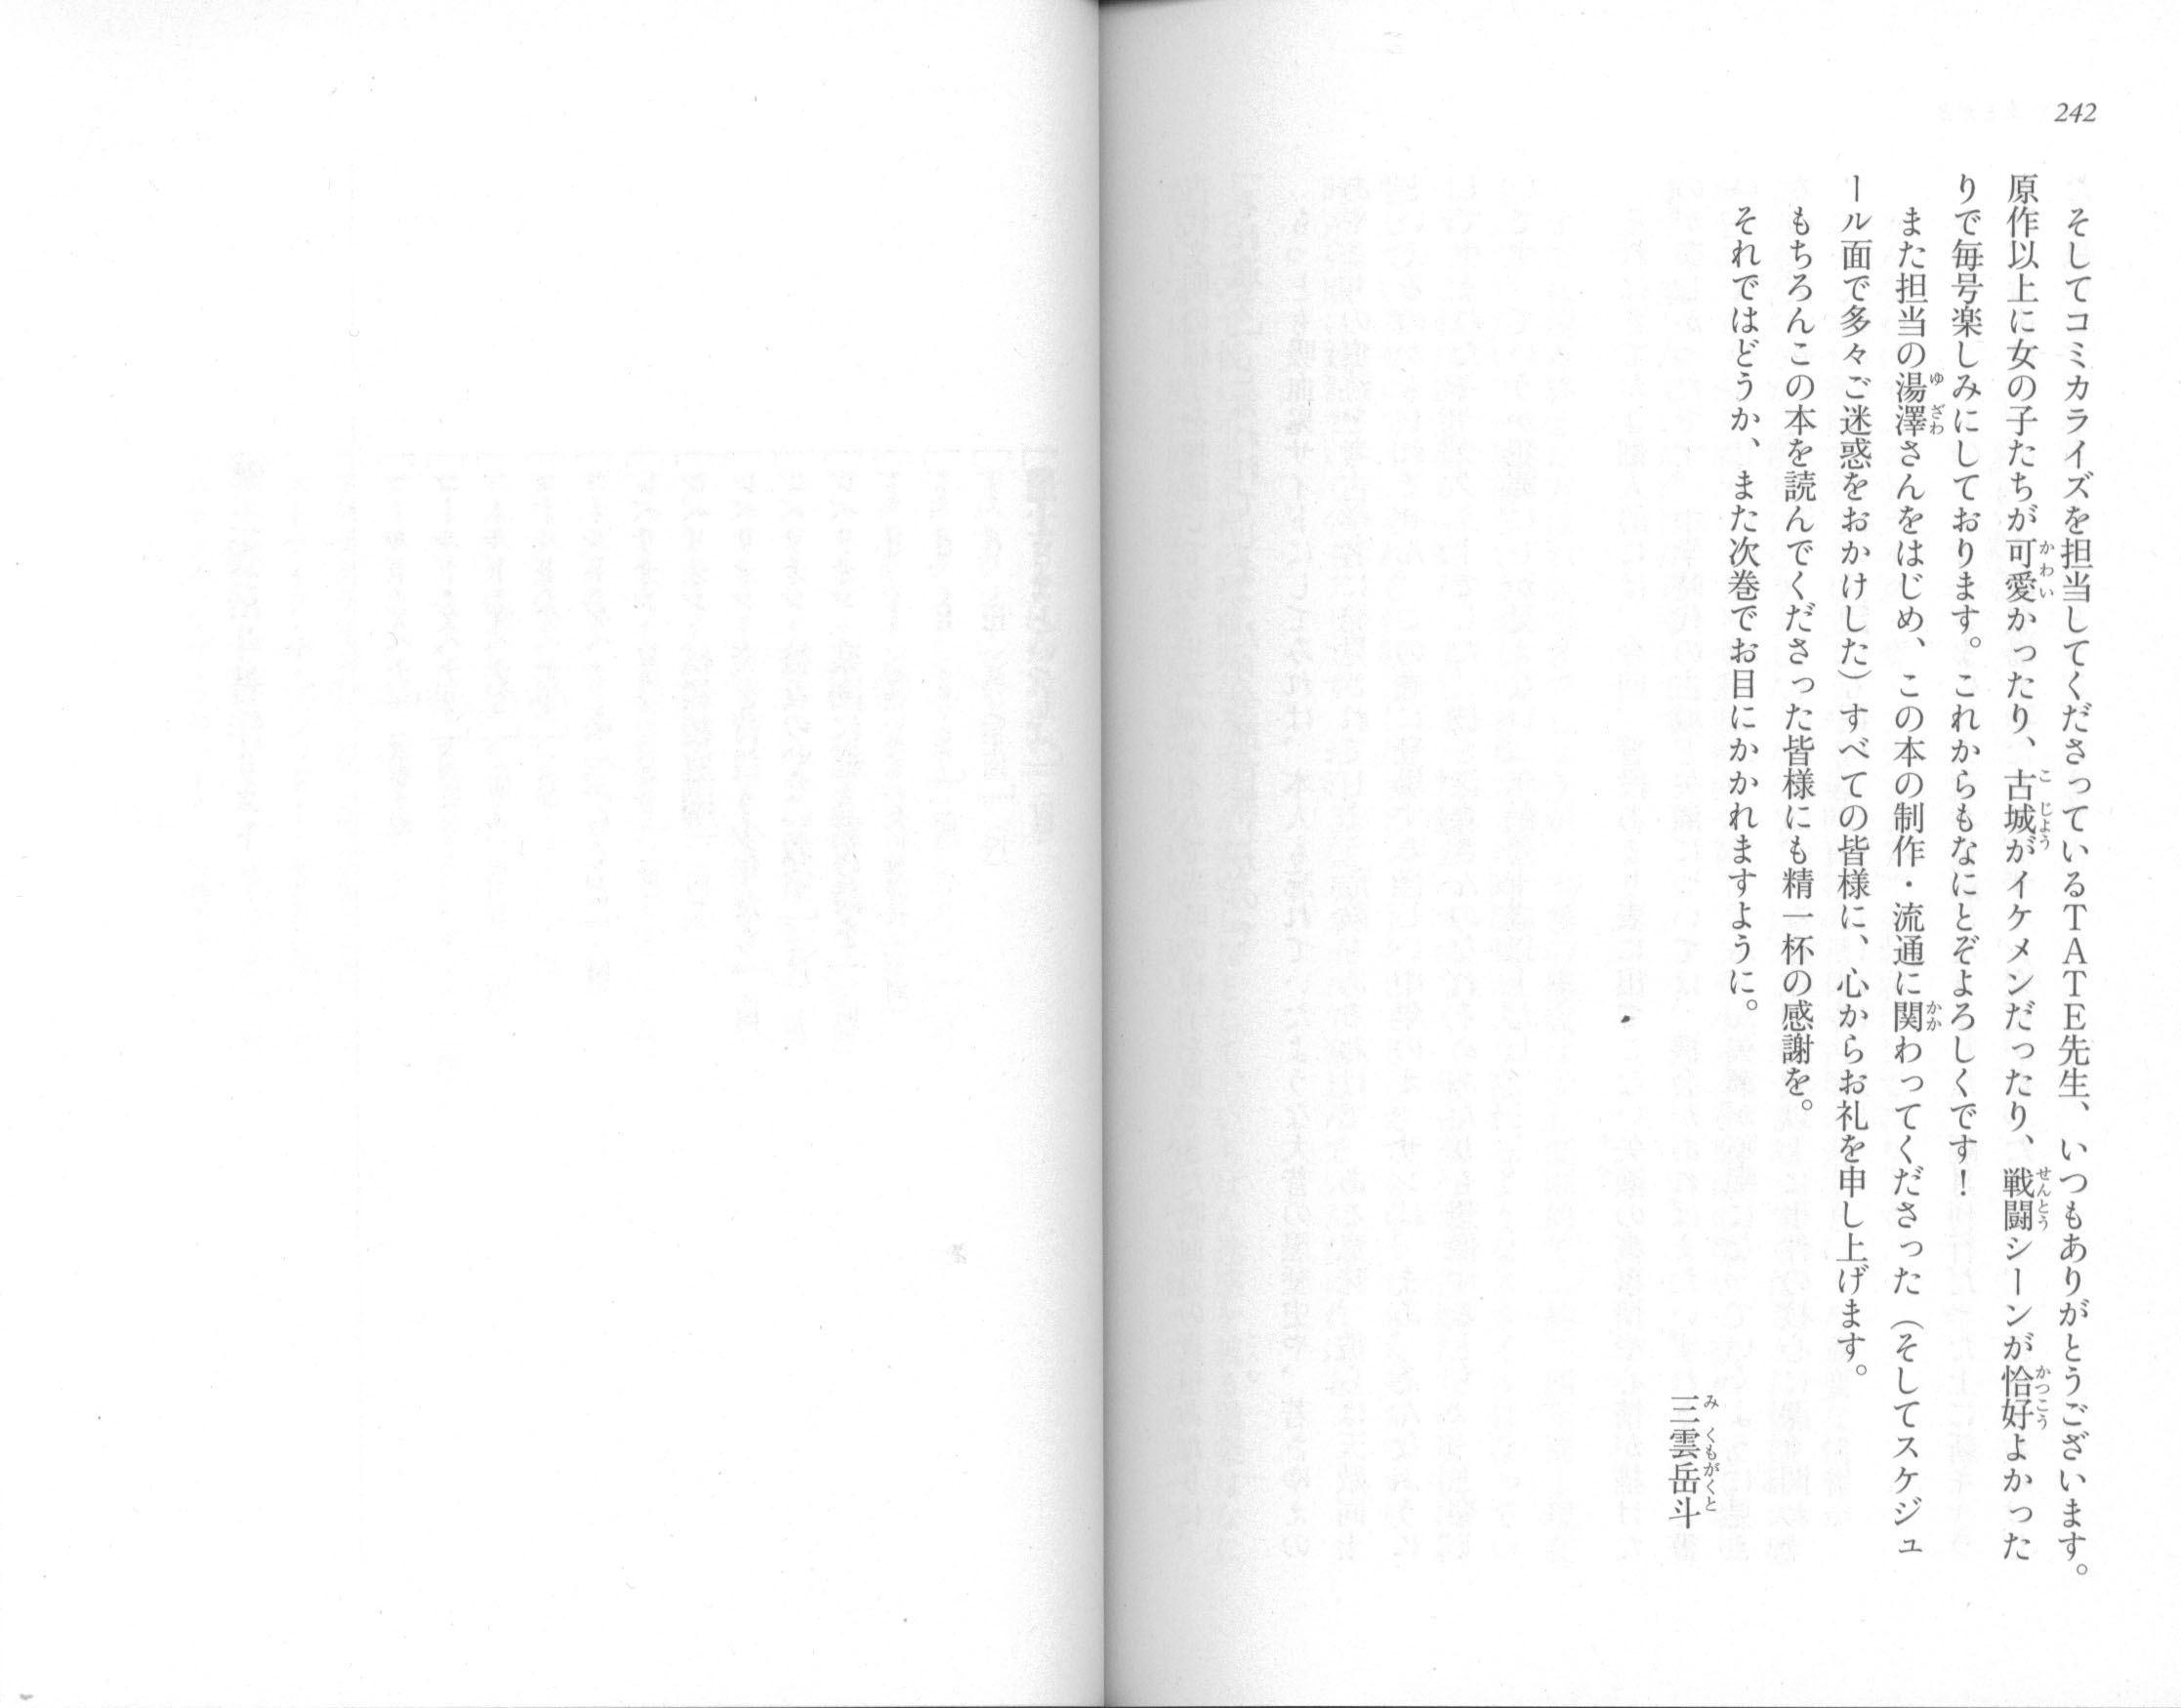 242
そしてコミカライズを担当してくださっているTATE先生、いつもありがとうございます。
原作以上に女の子たちが可愛かったり、古城がイケメンだったり、戦闘シーンが恰好よかった
りで毎号楽しみにしております。これからもなにとぞよろしくです！
また担当の湯澤さんをはじめ、この本の制作・流通に関わってくださった（そしてスケジュ
ール面で多々ご迷惑をおかけした）すべての皆様に、心からお礼を申し上げます。
もちろんこの本を読んでくださった皆様にも精一杯の感謝を。
それではどうか、また次巻でお目にかかれますように。
三雲岳斗